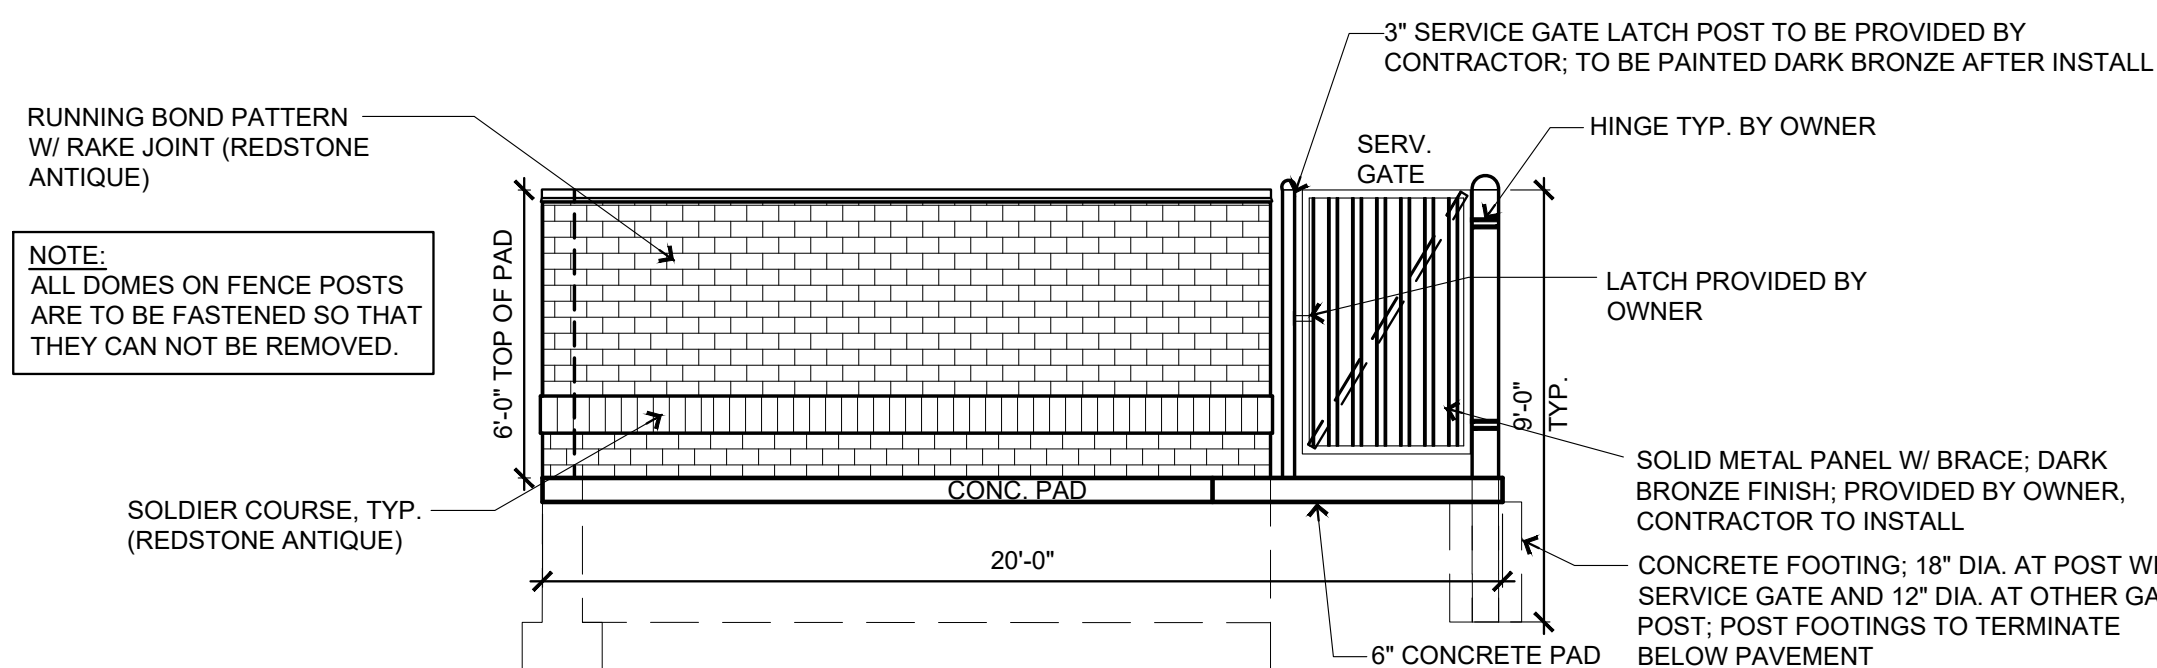 3" SERVICE GATE LATCH POST TO BE PROVIDED BY
CONTRACTOR; TO BE PAINTED DARK BRONZE AFTER INSTALL
RUNNING BOND PATTERN
W/ RAKE JOINT (REDSTONE
ANTIQUE)
HINGE TYP. BY OWNER
SERV.
GATE
NOTE:
ALL DOMES ON FENCE POSTS
ARE TO BE FASTENED SO THAT
THEY CAN NOT BE REMOVED.
6'-0" TOP OF PAD
LATCH PROVIDED BY
OWNER
9'-0"
TYP.
SOLID METAL PANEL W/ BRACE; DARK
BRONZE FINISH; PROVIDED BY OWNER,
CONTRACTOR TO INSTALL
CONC. PAD
SOLDIER COURSE, TYP.
(REDSTONE ANTIQUE)
20'-0"
CONCRETE FOOTING; 18" DIA. AT POST
SERVICE GATE AND 12" DIA. AT OTHER
POST; POST FOOTINGS TO TERMINATE
BELOW PAVEMENT
6" CONCRETE PAD